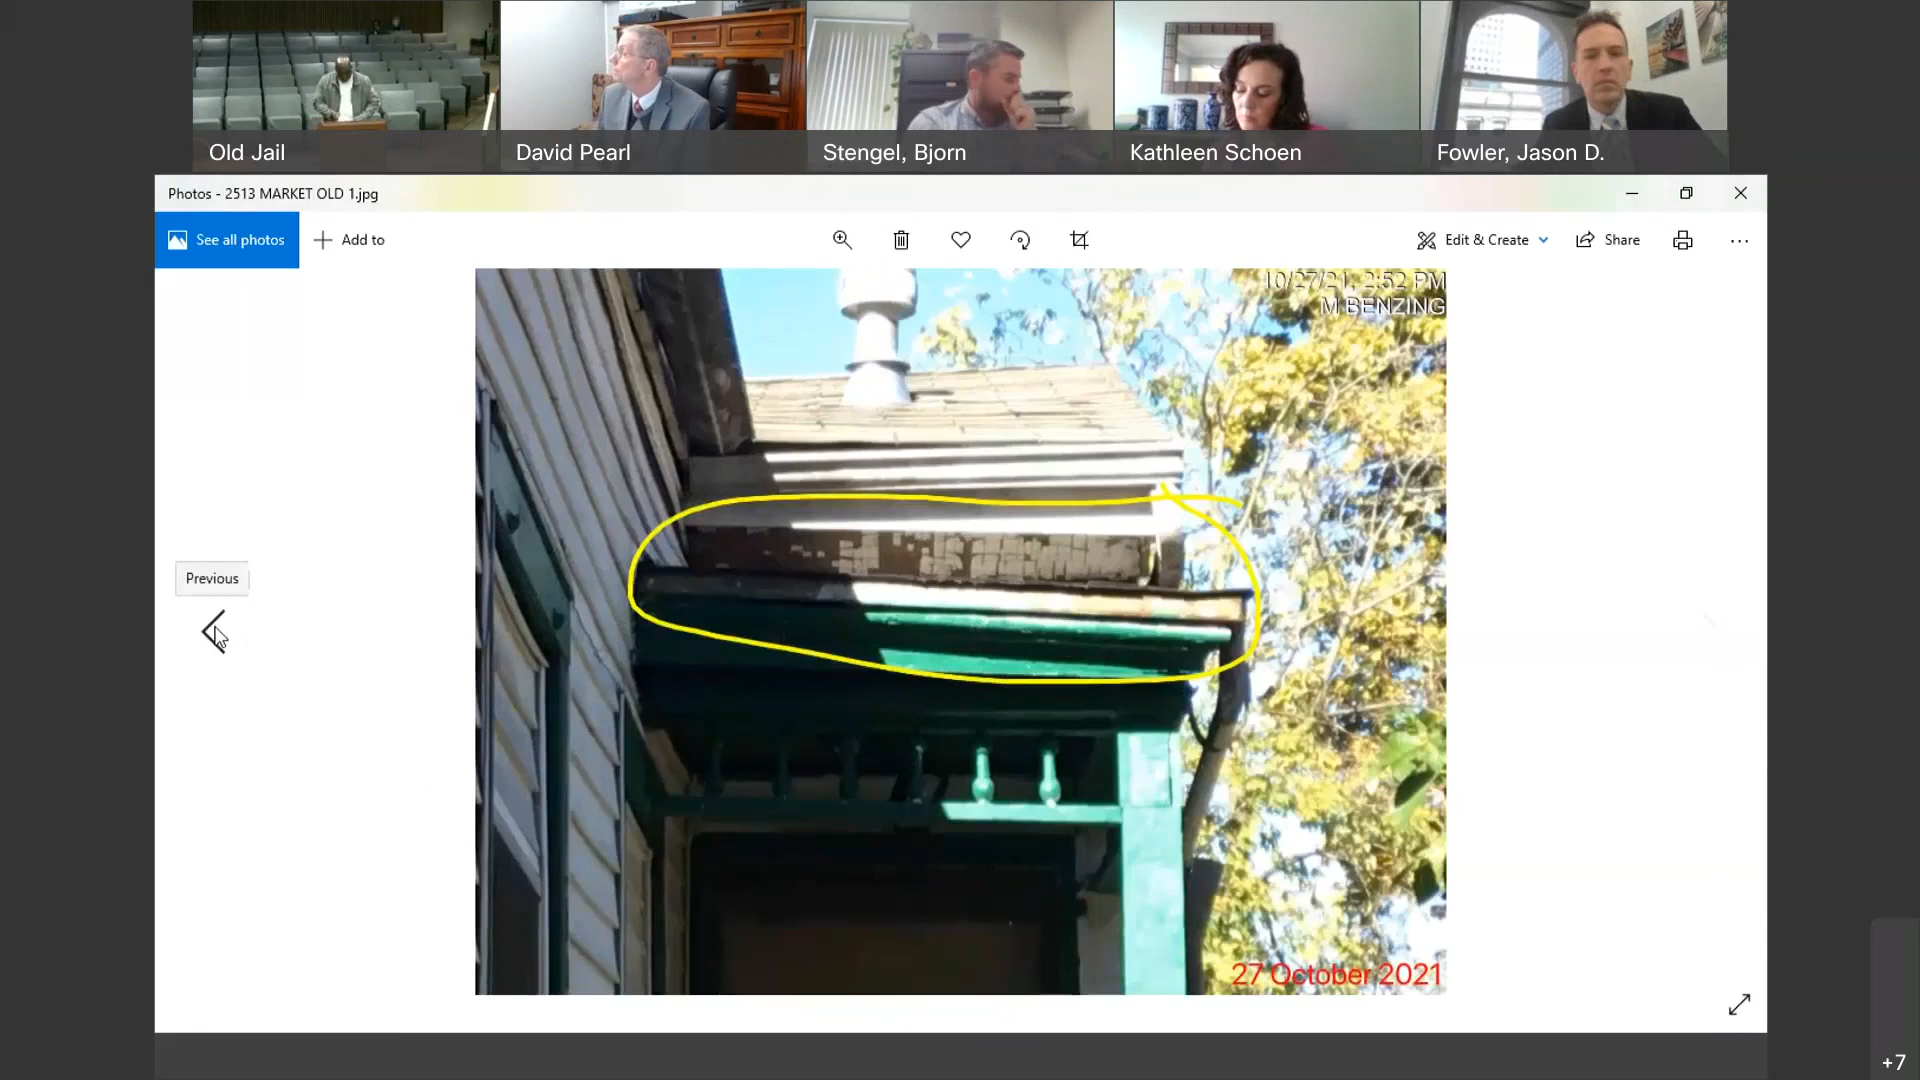 Old Jail
David Pearl
Stengel, Bjorn
Kathleen Schoen
Fowler, Jason D.
Photos - 2513 MARKET OLD 1.jpg
See all photos
Add to
Edit & Create
Share
10/27/21, 2:52 PM
M BENZING
Previous
27 October 2021
+7